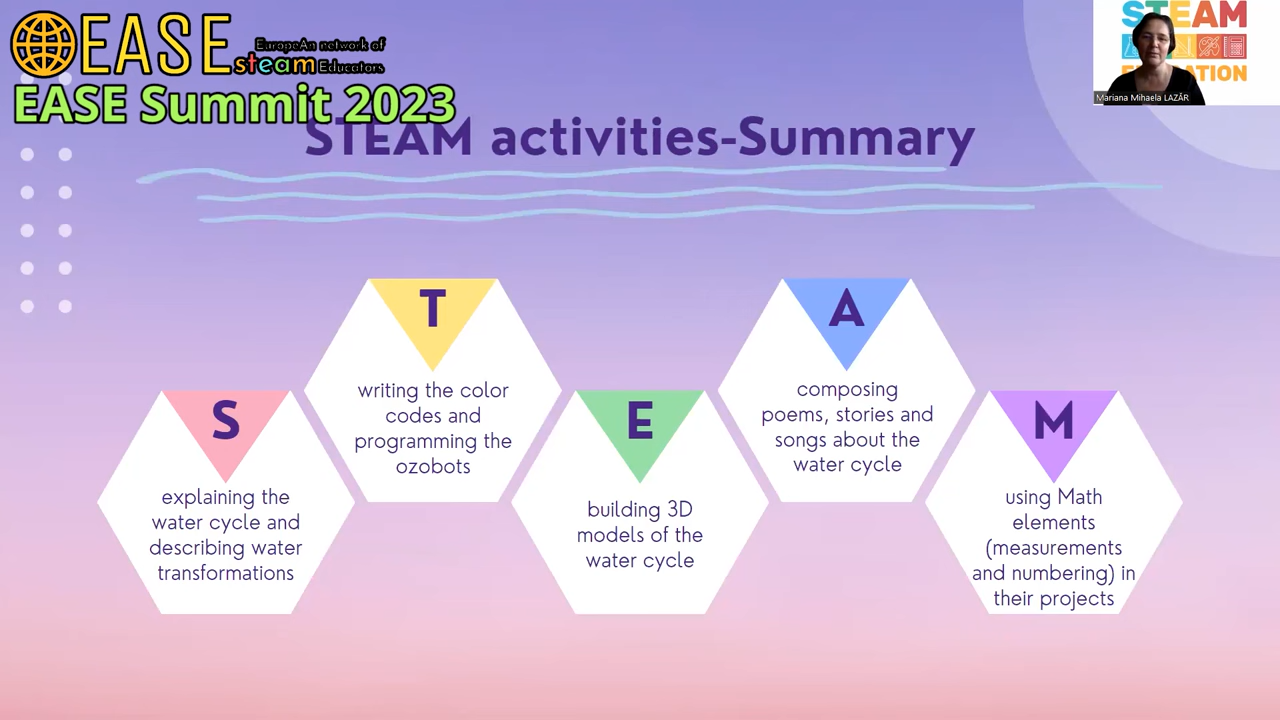 EASE
EuropeAn network of
steam Educators
EASE Summit 2023
STEAM
Mariana Mihaela LAZĂR
STEAM activities-Summary
S
explaining the
water cycle and
describing water
transformations
T
writing the color
codes and
programming the
ozobots
E
building 3D
models of the
water cycle
A
composing
poems, stories and
songs about the
water cycle
M
using Math
elements
(measurements
and numbering) in
their projects